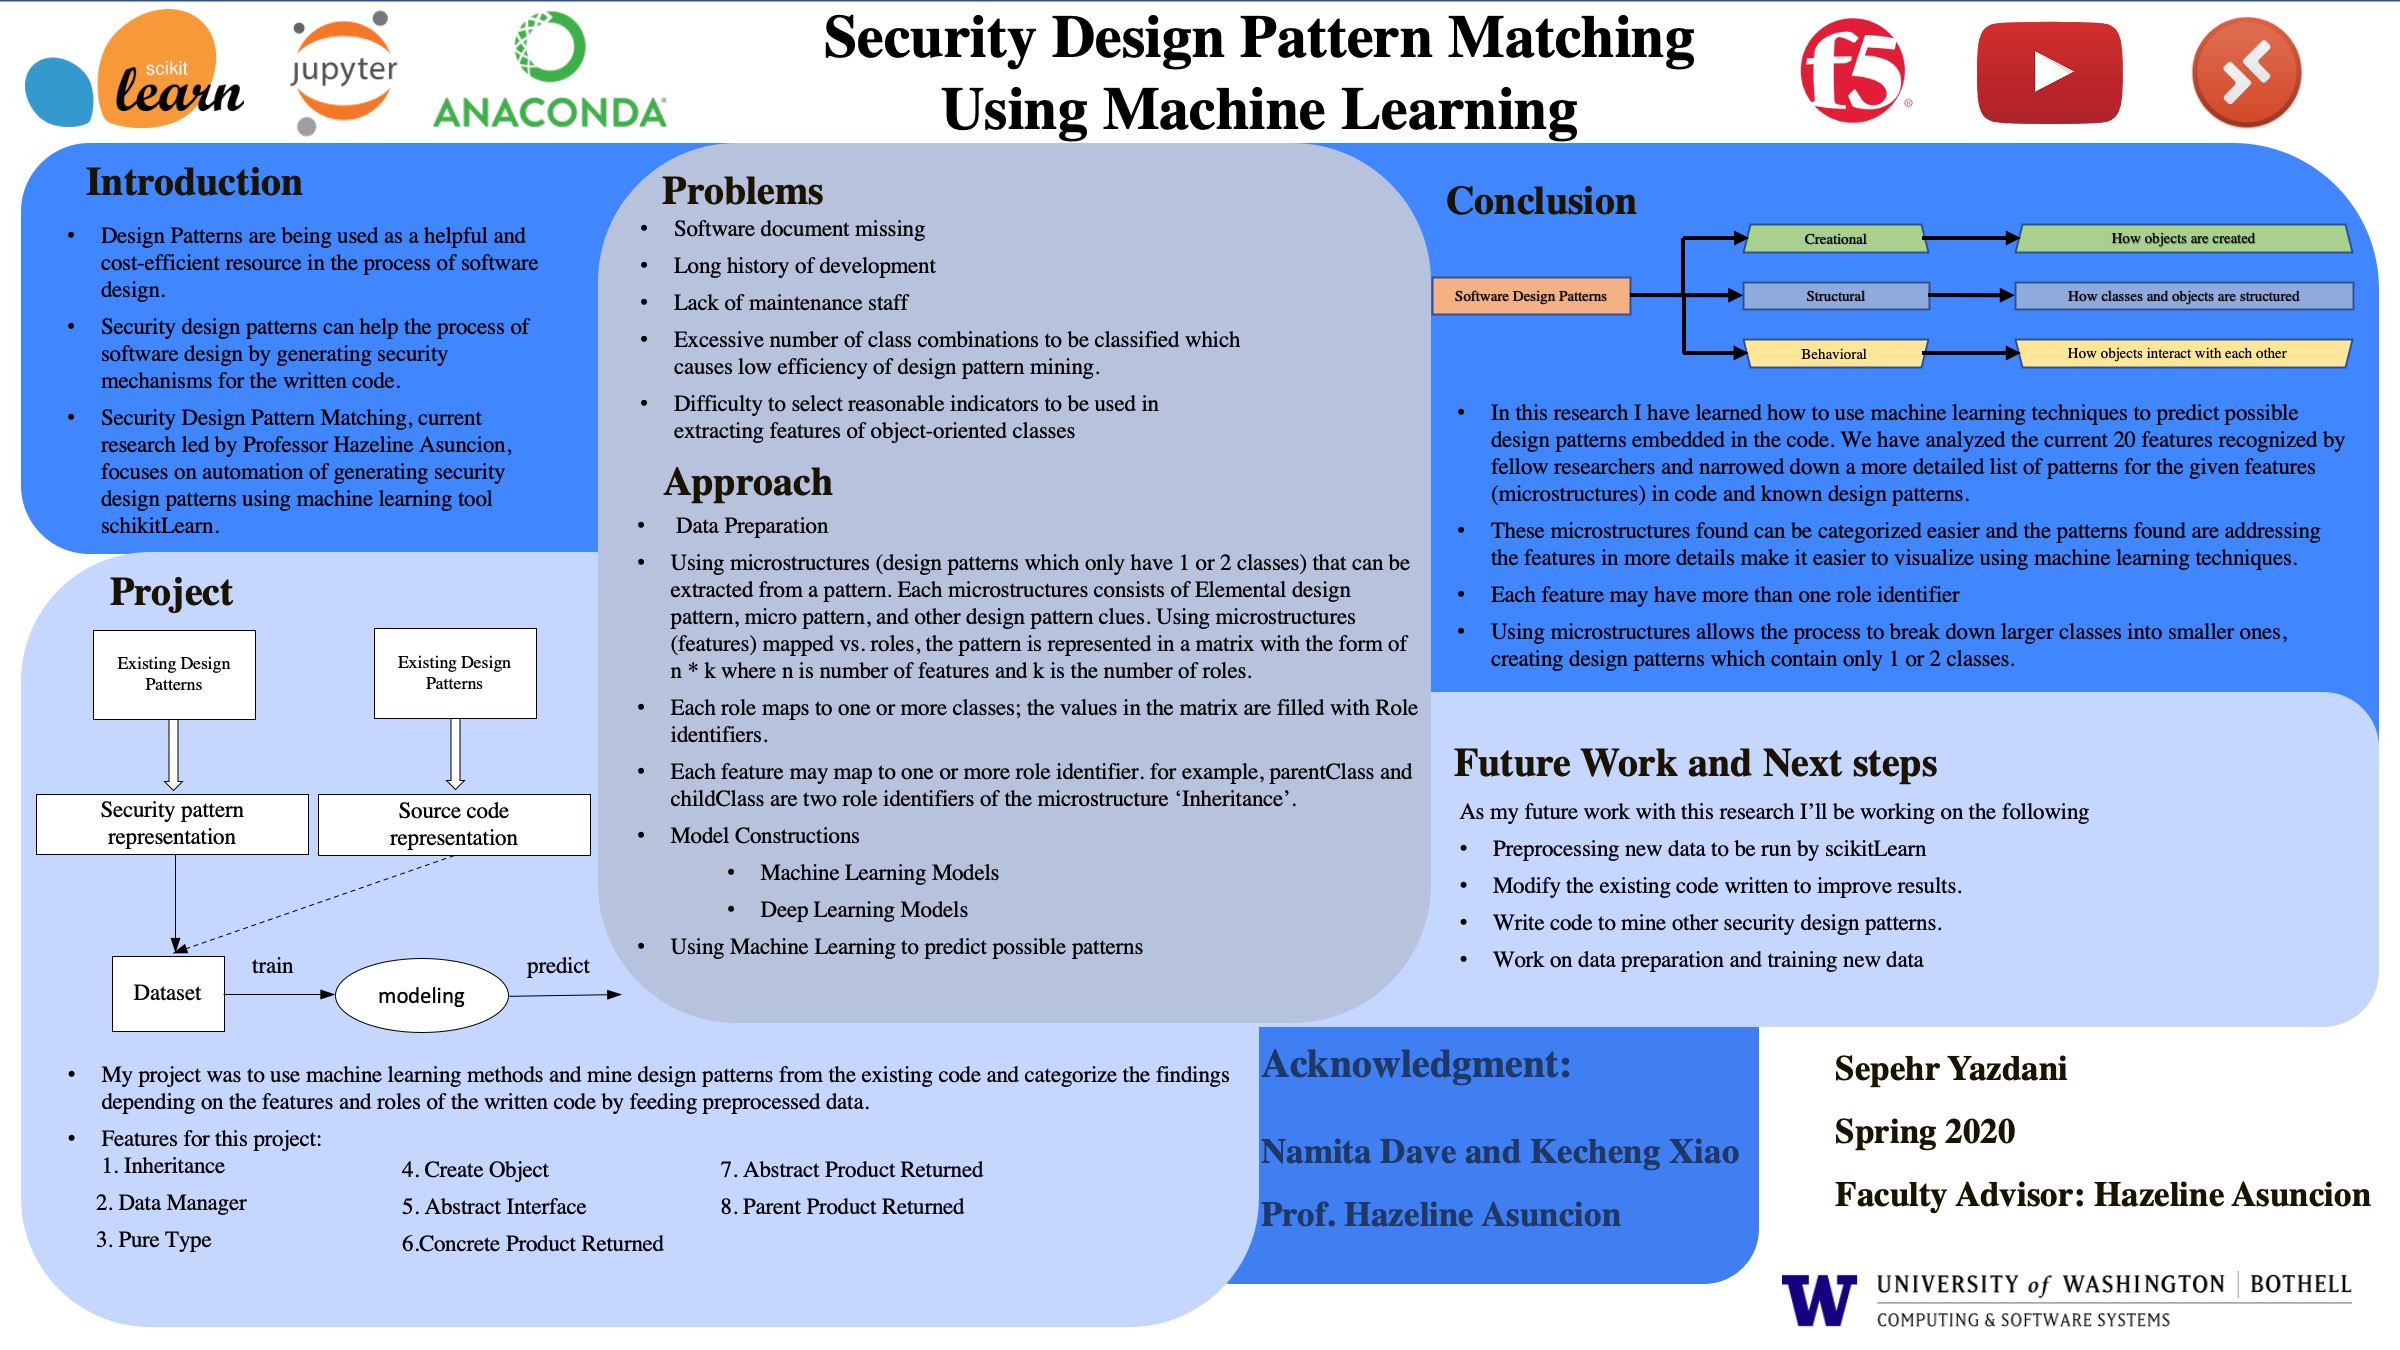 scikit
learn
jupyter
ANACONDA
Security Design Pattern Matching
Using Machine Learning
f5
®
Introduction
• Design Patterns are being used as a helpful and
cost-efficient resource in the process of software
design.
• Security design patterns can help the process of
software design by generating security
mechanisms for the written code.
• Security Design Pattern Matching, current
research led by Professor Hazeline Asuncion,
focuses on automation of generating security
design patterns using machine learning tool
schikitLearn.
Project
Existing Design
Patterns
Existing Design
Patterns
Security pattern
representation
Source code
representation
Dataset
train
modeling
predict
• My project was to use machine learning methods and mine design patterns from the existing code and categorize the findings
depending on the features and roles of the written code by feeding preprocessed data.
• Features for this project:
1. Inheritance
2. Data Manager
3. Pure Type
4. Create Object
5. Abstract Interface
6.Concrete Product Returned
7. Abstract Product Returned
8. Parent Product Returned
Problems
• Software document missing
• Long history of development
• Lack of maintenance staff
• Excessive number of class combinations to be classified which
causes low efficiency of design pattern mining.
• Difficulty to select reasonable indicators to be used in
extracting features of object-oriented classes
Approach
• Data Preparation
• Using microstructures (design patterns which only have 1 or 2 classes) that can be
extracted from a pattern. Each microstructures consists of Elemental design
pattern, micro pattern, and other design pattern clues. Using microstructures
(features) mapped vs. roles, the pattern is represented in a matrix with the form of
n * k where n is number of features and k is the number of roles.
• Each role maps to one or more classes; the values in the matrix are filled with Role
identifiers.
• Each feature may map to one or more role identifier. for example, parentClass and
childClass are two role identifiers of the microstructure ‘Inheritance’.
• Model Constructions
• Machine Learning Models
• Deep Learning Models
• Using Machine Learning to predict possible patterns
Conclusion
Software Design Patterns
Creational
How objects are created
Structural
How classes and objects are structured
Behavioral
How objects interact with each other
• In this research I have learned how to use machine learning techniques to predict possible
design patterns embedded in the code. We have analyzed the current 20 features recognized by
fellow researchers and narrowed down a more detailed list of patterns for the given features
(microstructures) in code and known design patterns.
• These microstructures found can be categorized easier and the patterns found are addressing
the features in more details make it easier to visualize using machine learning techniques.
• Each feature may have more than one role identifier
• Using microstructures allows the process to break down larger classes into smaller ones,
creating design patterns which contain only 1 or 2 classes.
Future Work and Next steps
As my future work with this research I’ll be working on the following
• Preprocessing new data to be run by scikitLearn
• Modify the existing code written to improve results.
• Write code to mine other security design patterns.
• Work on data preparation and training new data
Acknowledgment:
Namita Dave and Kecheng Xiao
Prof. Hazeline Asuncion
Sepehr Yazdani
Spring 2020
Faculty Advisor: Hazeline Asuncion
W
UNIVERSITY of WASHINGTON | BOTHELL
COMPUTING & SOFTWARE SYSTEMS